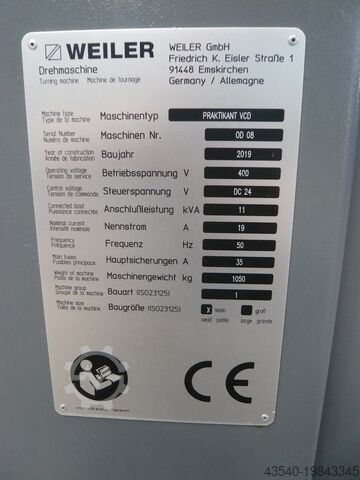 WEILER
WEILER GmbH
Friedrich K. Eisler Straße 1
91448 Emskirchen
Germany / Allemagne
Drehmaschine
Turning machine Machine de tournage
Machine type
Type de la machine
Maschinentyp PRAKTIKANT VCD
Serial Number
Numéro de machine
Maschinen Nr. OD 08
Year of construction
Année de fabrication
Baujahr 2019
Operating voltage
Tension de service
Betriebsspannung V 400
Control voltage
Tension de commande
Steuerspannung V DC 24
Connected load
Puissance connectée
Anschlußleistung kVA 11
Nominal current
Intensité nominale
Nennstrom A 19
Frequency
Fréquence
Frequenz Hz 50
Main fuses
Fusibles principaux
Hauptsicherungen A 35
Weight of machine
Poids de la machine
Maschinengewicht kg 1050
Machine group
Groupe de la machine
Bauart (ISO23125) 1
Machine size
Taille de la machine
Baugröße (ISO23125) X klein groß
small, petite large, grande
CE
43540-19843345